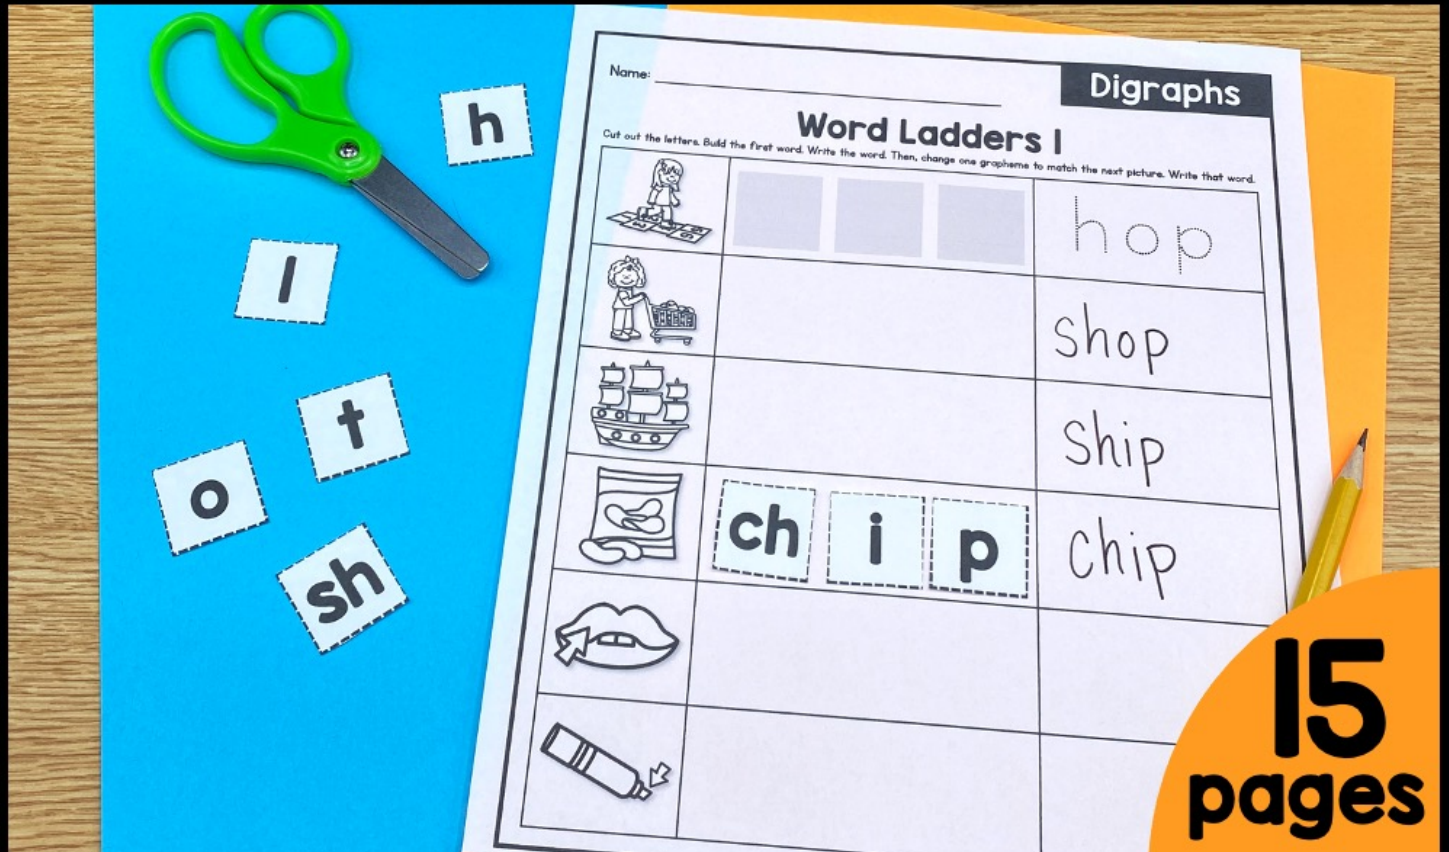 Name:
Digraphs
Word Ladders 1
Cut out the letters. Build the first word. Write the word. Then, change one grapheme to match the next picture. Write that word.
h
l
t
o
sh
hop
shop
ship
ch i p
chip
15
pages